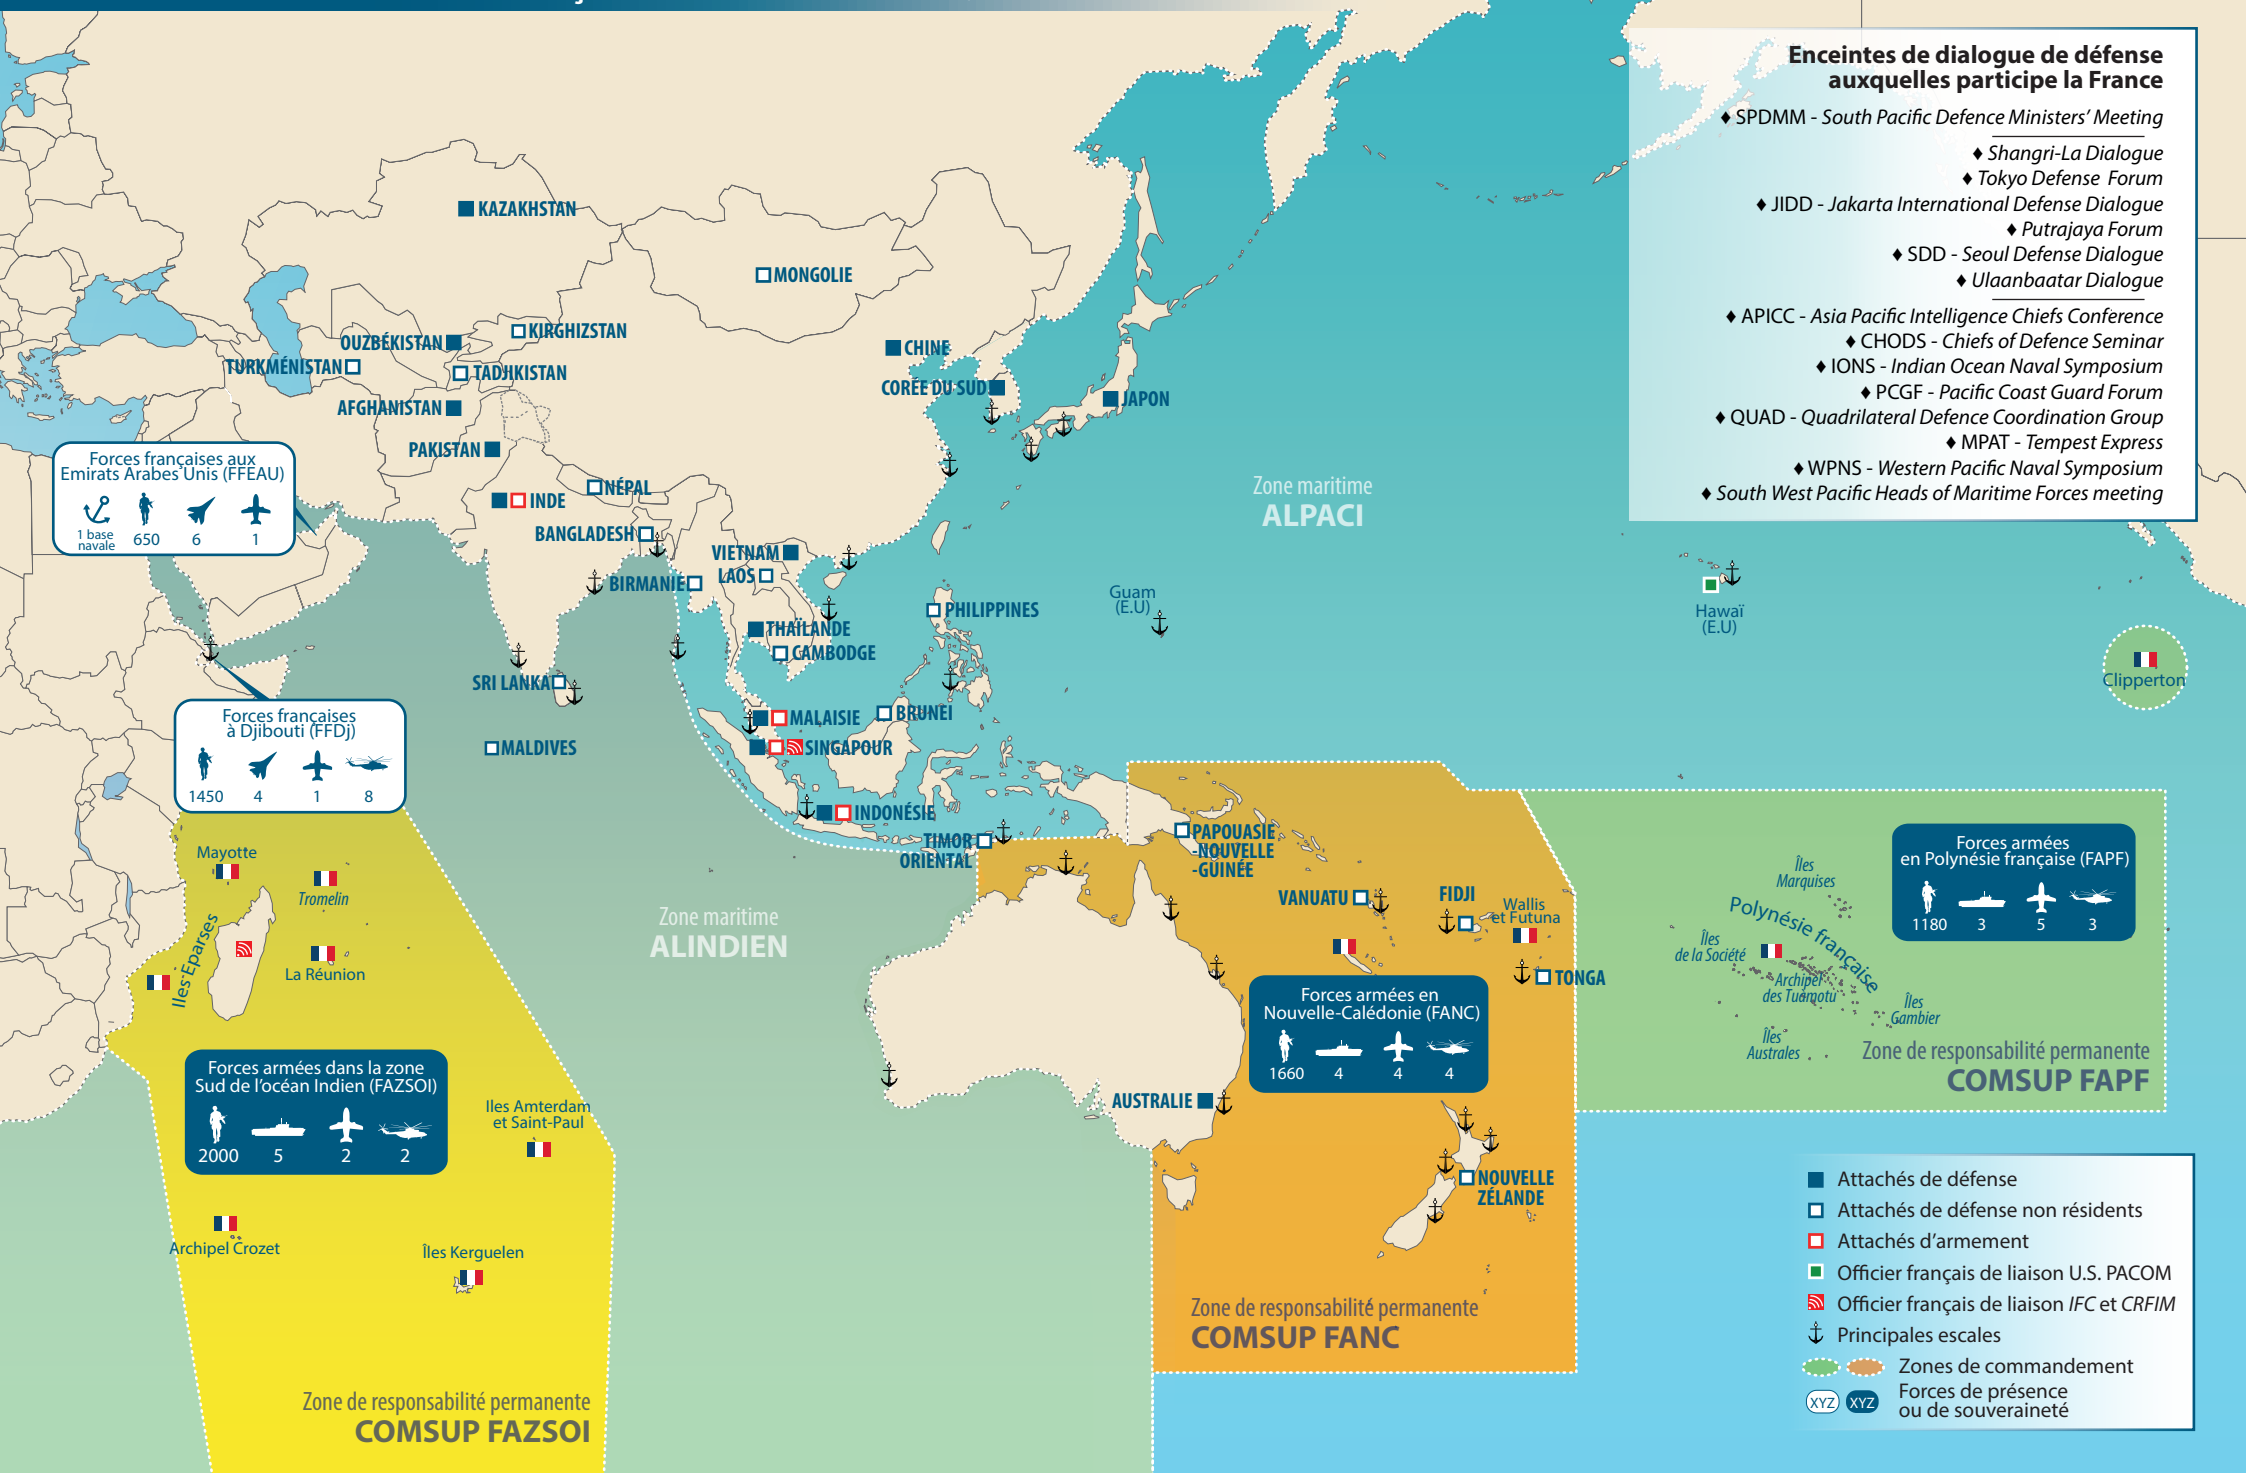 Enceintes de dialogue de défense
auxquelles participe la France
♦ SPDMM - South Pacific Defence Ministers’ Meeting
♦ Shangri-La Dialogue
♦ Tokyo Defense Forum
♦ JIDD - Jakarta International Defense Dialogue
♦ Putrajaya Forum
♦ SDD - Seoul Defense Dialogue
♦ Ulaanbaatar Dialogue
♦ APICC - Asia Pacific Intelligence Chiefs Conference
♦ CHODS - Chiefs of Defence Seminar
♦ IONS - Indian Ocean Naval Symposium
♦ PCGF - Pacific Coast Guard Forum
♦ QUAD - Quadrilateral Defence Coordination Group
♦ MPAT - Tempest Express
♦ WPNS - Western Pacific Naval Symposium
♦ South West Pacific Heads of Maritime Forces meeting
KAZAKHSTAN
MONGOLIE
KIRGHIZSTAN
OUZBÉKISTAN
TURKMÉNISTAN
TADJIKISTAN
CHINE
CORÉE DU SUD
JAPON
AFGHANISTAN
PAKISTAN
Forces françaises aux
Emirats Arabes Unis (FFEAU)
1 base
navale
650
6
1
NÉPAL
INDE
BANGLADESH
VIETNAM
LAOS
BIRMANIE
PHILIPPINES
THAÏLANDE
CAMBODGE
SRI LANKA
MALAISIE
BRUNEI
SINGAPOUR
MALDIVES
INDONÉSIE
TIMOR
ORIENTAL
Zone maritime
ALPACI
Guam
(E.U)
Hawaï
(E.U)
Clipperton
Forces françaises
à Djibouti (FFDj)
1450
4
1
8
Mayotte
Tromelin
Iles Eparses
La Réunion
Zone maritime
ALINDIEN
PAPOUASIE
-NOUVELLE
-GUINÉE
VANUATU
FIDJI
Wallis
et Futuna
TONGA
Forces armées
en Polynésie française (FAPF)
1180
3
5
3
Îles
Marquises
Polynésie française
Îles
de la Société
Archipel
des Tuamotu
Îles
Gambier
Îles
Australes
Zone de responsabilité permanente
COMSUP FAPF
Forces armées en
Nouvelle-Calédonie (FANC)
1660
4
4
4
AUSTRALIE
NOUVELLE
ZÉLANDE
Forces armées dans la zone
Sud de l’océan Indien (FAZSOI)
2000
5
2
2
Iles Amterdam
et Saint-Paul
Archipel Crozet
Îles Kerguelen
Zone de responsabilité permanente
COMSUP FANC
Zone de responsabilité permanente
COMSUP FAZSOI
Attachés de défense
Attachés de défense non résidents
Attachés d’armement
Officier français de liaison U.S. PACOM
Officier français de liaison IFC et CRFIM
Principales escales
Zones de commandement
XYZ XYZ Forces de présence
ou de souveraineté